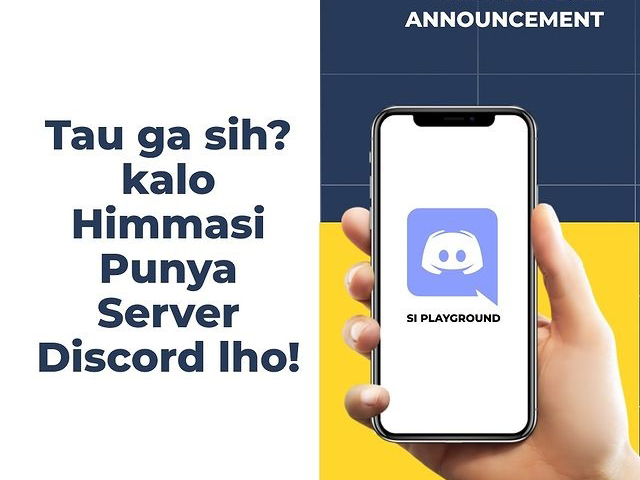 Tau ga sih?
kalo
Himmasi
Punya
Server
Discord lho!
ANNOUNCEMENT
SI PLAYGROUND